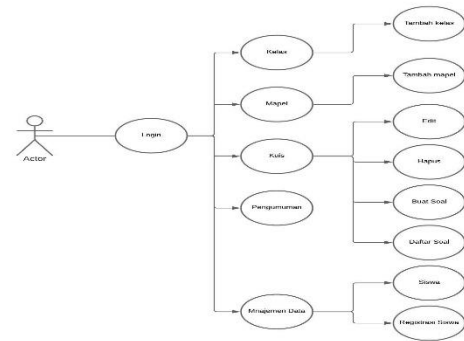 Actor
Login
Kelas
Mapel
Kuis
Pengumuman
Mnajemen Data
Tambah kelas
Tambah mapel
Edit
Hapus
Buat Soal
Daftar Soal
Siswa
Registrasi Siswa